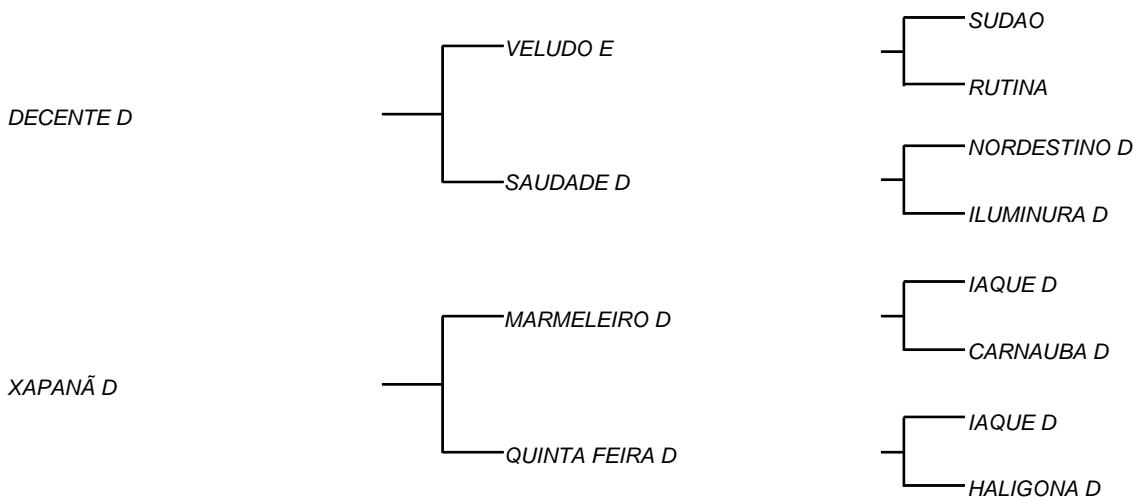 SUDAO
VELUDO E
RUTINA
DECENTE D
NORDESTINO D
SAUDADE D
ILUMINURA D
IAQUE D
MARMELEIRO D
CARNAUBA D
XAPANÃ D
IAQUE D
QUINTA FEIRA D
HALIGONA D